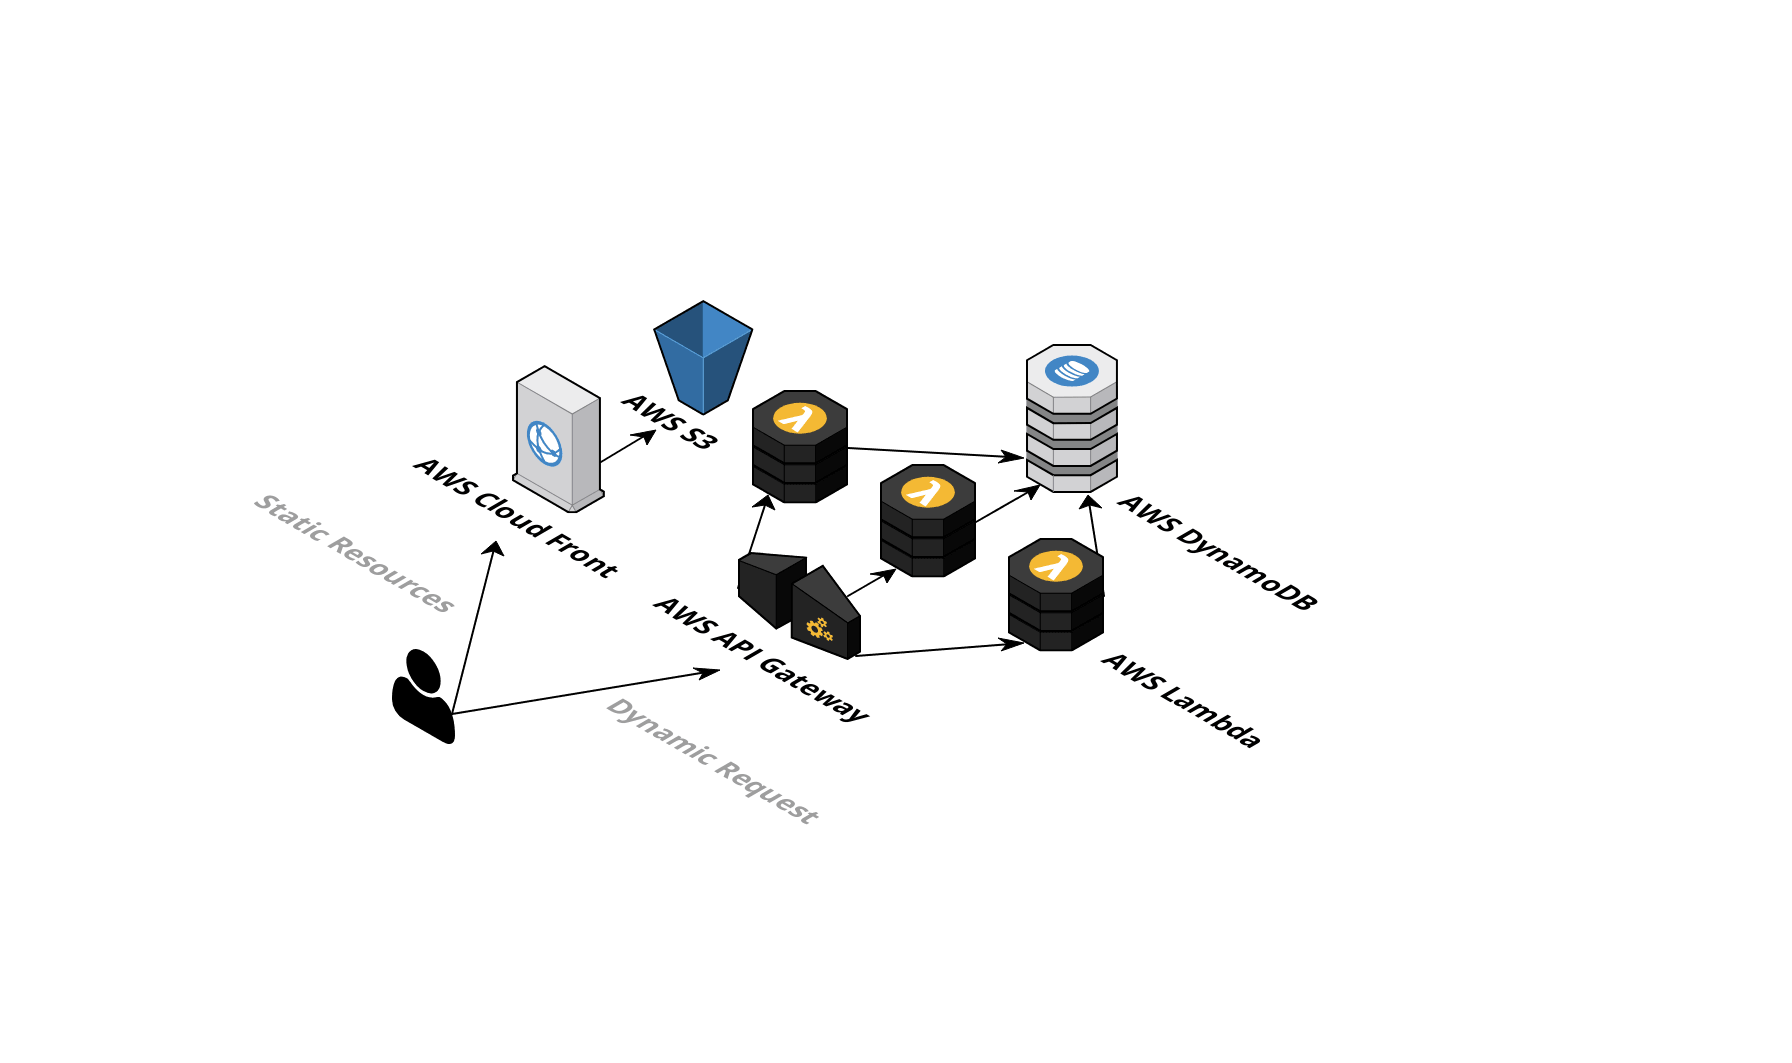 AWS S3
AWS Cloud Front
Static Resources
AWS DynamoDB
AWS API Gateway
AWS Lambda
Dynamic Request